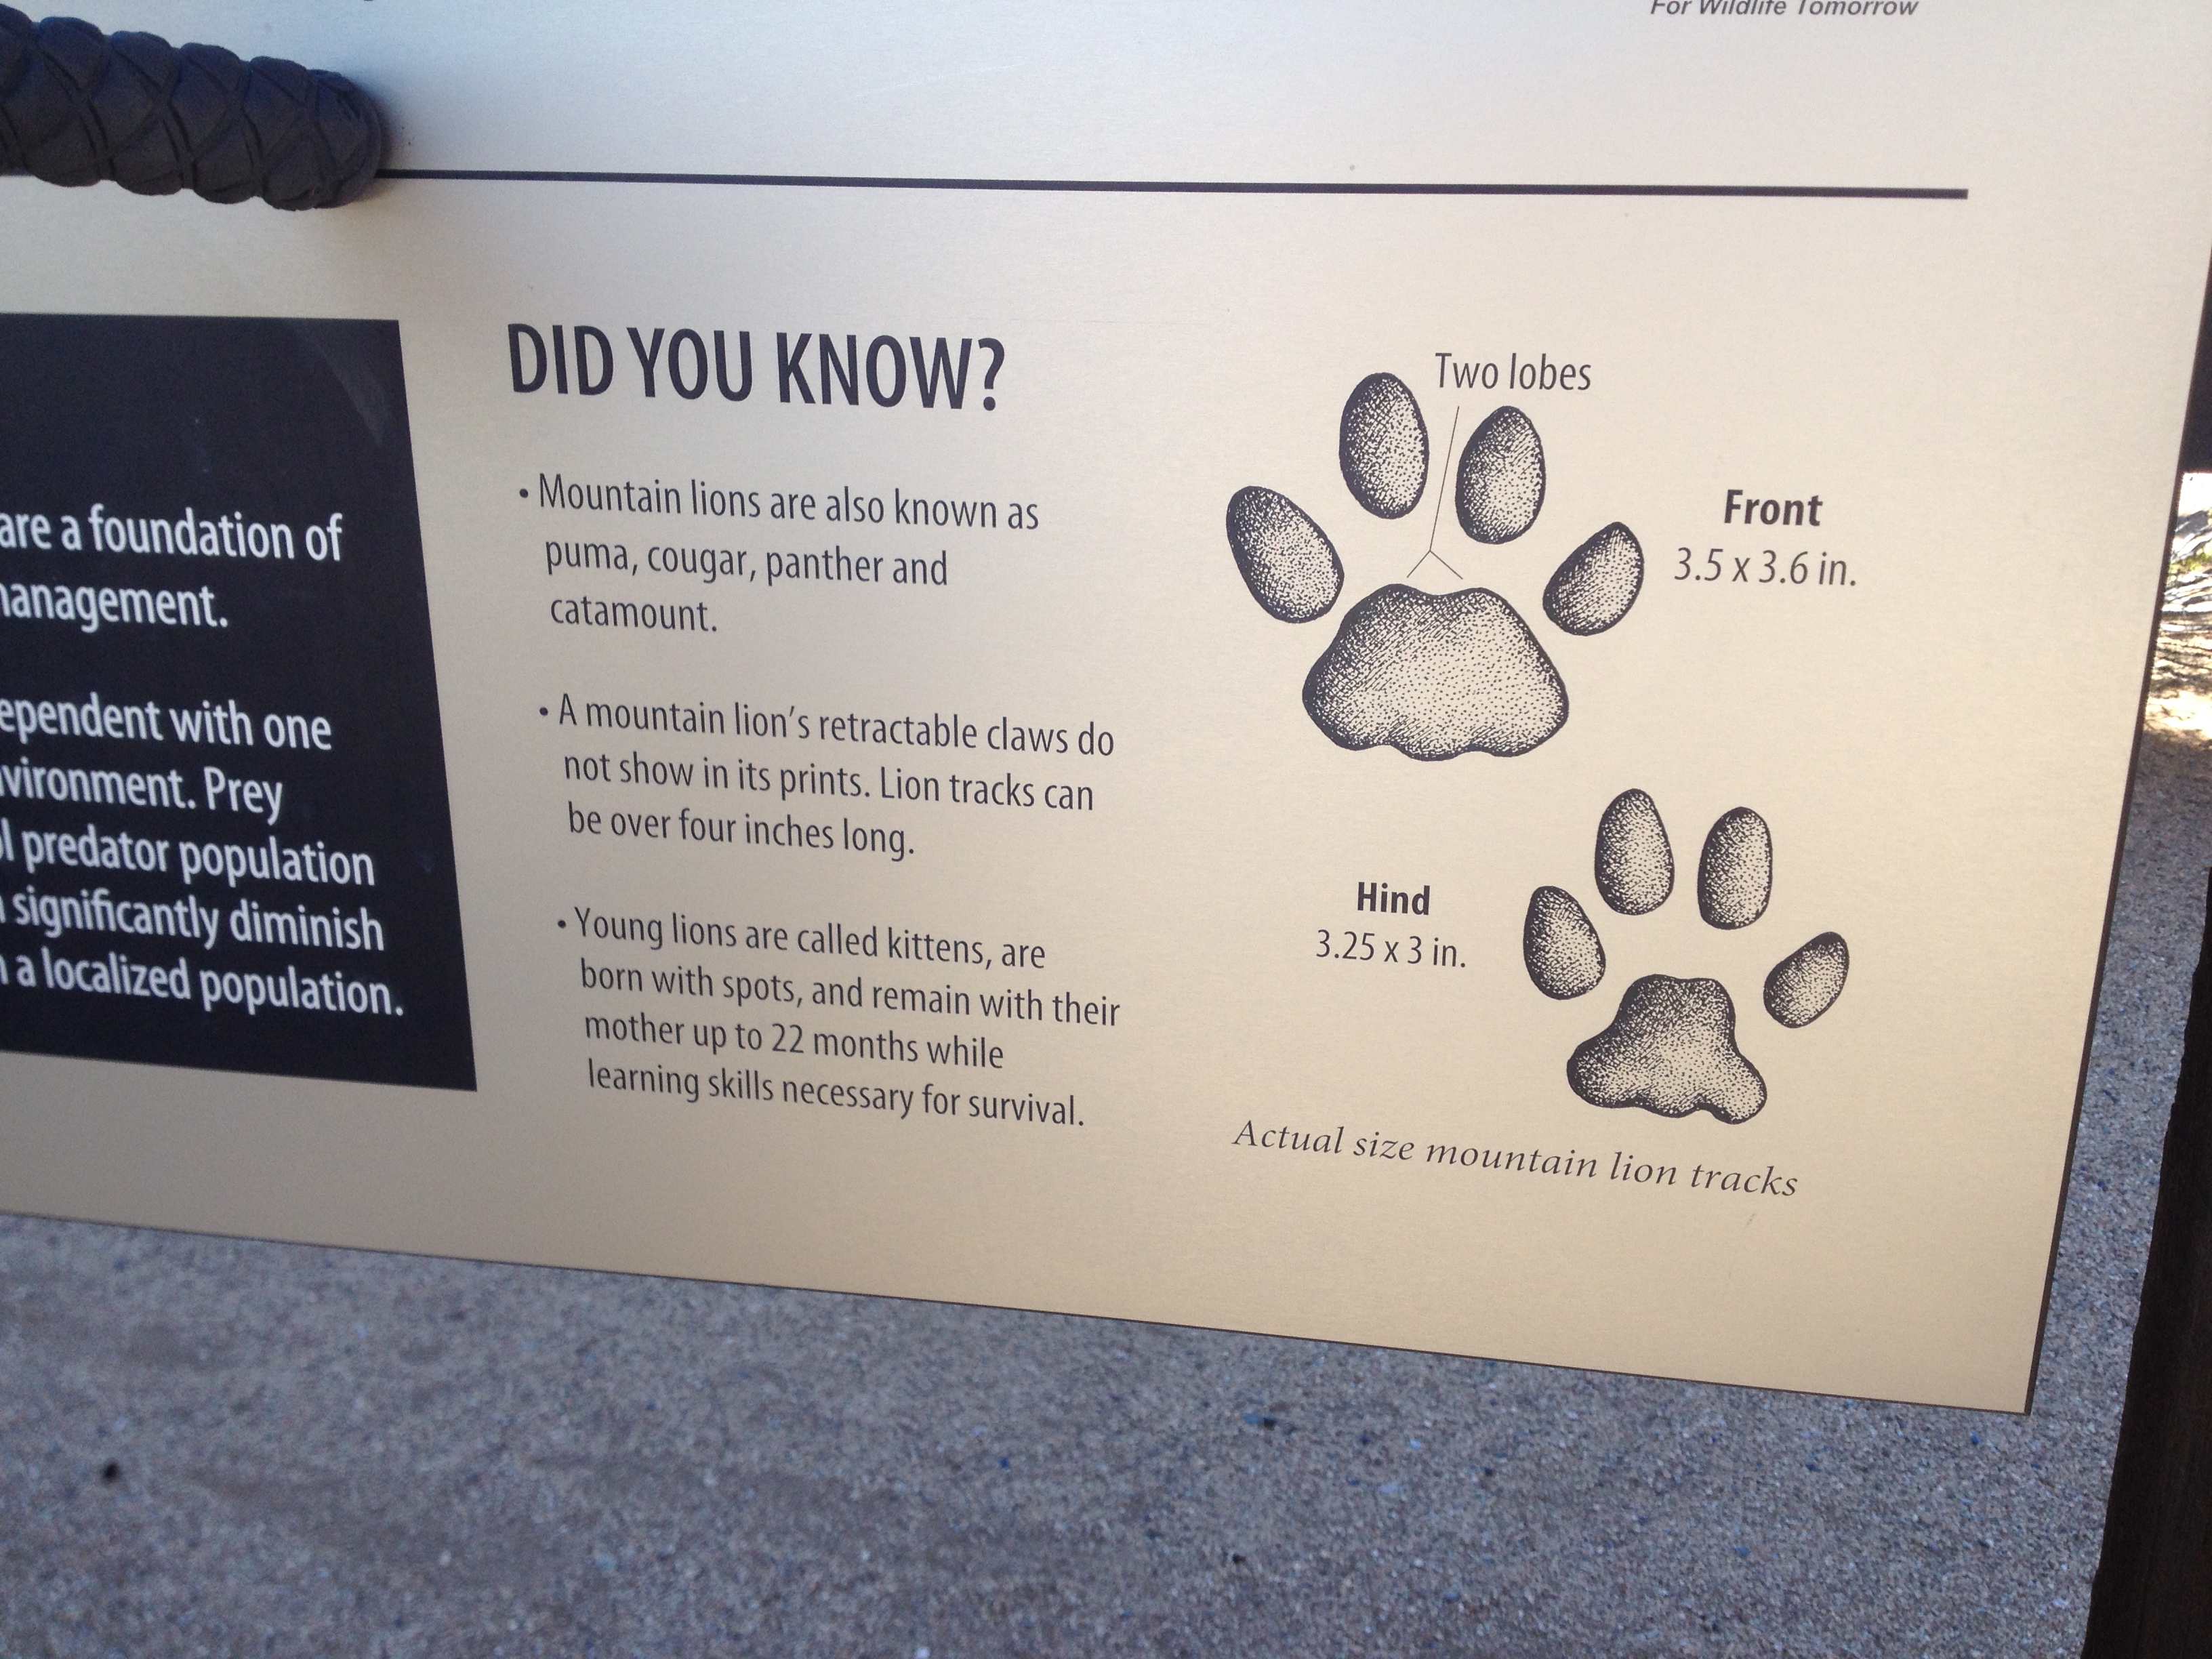 For Wildlife Tomorrow
are a foundation of
management.
with one
Prey
predator population
significantly diminish
a localized population.
DID YOU KNOW?
• Mountain lions are also known as
puma, cougar, panther and
catamount.
• A mountain lion's retractable claws do
not show in its prints. Lion tracks can
be over four inches long.
• Young lions are called kittens, are
born with spots, and remain with their
mother up to 22 months while
learning skills necessary for survival.
Two lobes
Front
3.5 x 3.6 in.
Hind
3.25 x 3 in.
Actual size mountain lion tracks